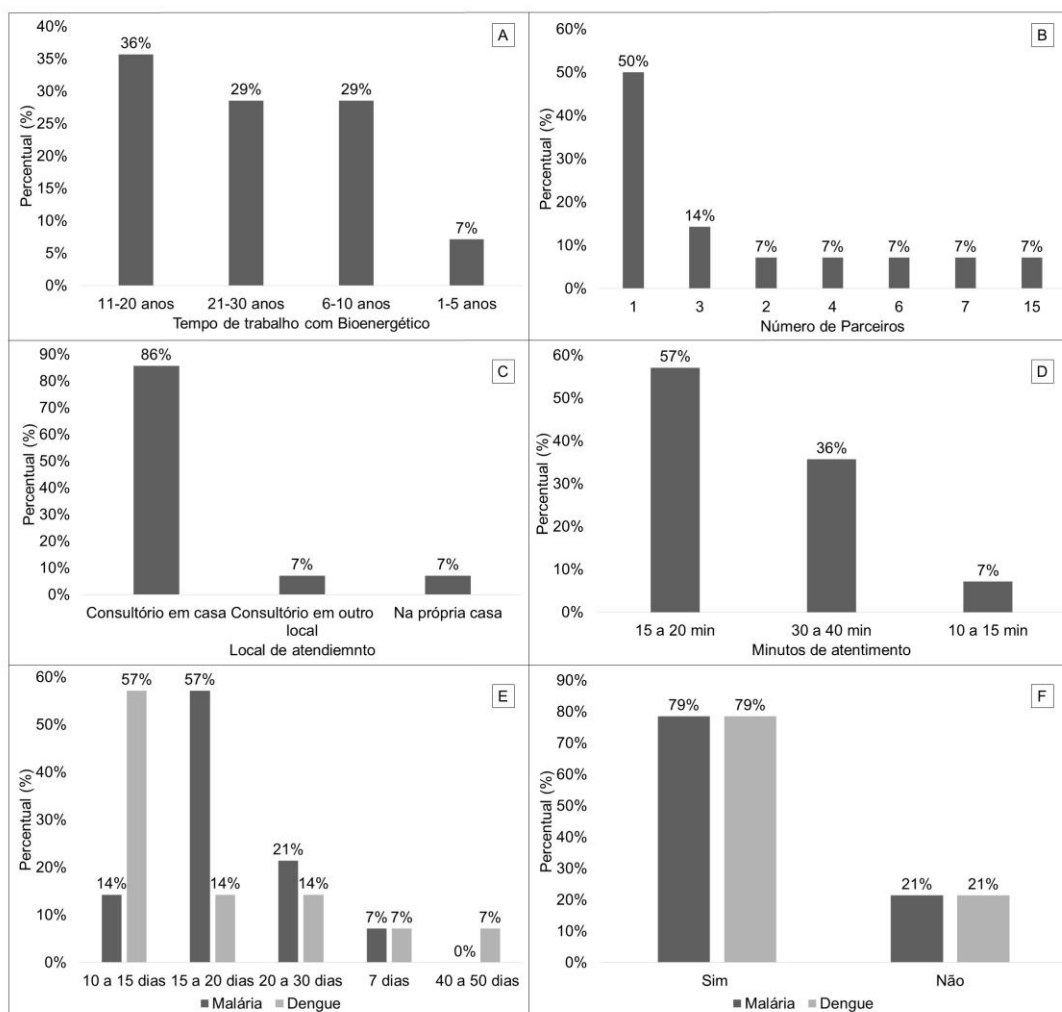 A
Percentual (%)
40%
35%
30%
25%
20%
15%
10%
5%
0%
36%
29%
29%
7%
11-20 anos
21-30 anos
6-10 anos
1-5 anos
Tempo de trabalho com Bioenergético
B
Percentual (%)
60%
50%
40%
30%
20%
10%
0%
50%
14%
7%
7%
7%
7%
7%
1
3
2
4
6
7
15
Número de Parceiros
C
Percentual (%)
90%
80%
70%
60%
50%
40%
30%
20%
10%
0%
86%
7%
7%
Consultório em casa
Consultório em outro
local
Na própria casa
Local de atendiemnto
D
Percentual (%)
60%
50%
40%
30%
20%
10%
0%
57%
36%
7%
15 a 20 min
30 a 40 min
10 a 15 min
Minutos de atentimento
E
Percentual (%)
60%
50%
40%
30%
20%
10%
0%
14%
57%
57%
14%
21%
14%
7%
7%
0%
7%
10 a 15 dias
15 a 20 dias
20 a 30 dias
7 dias
40 a 50 dias
Malária
Dengue
F
Percentual (%)
90%
80%
70%
60%
50%
40%
30%
20%
10%
0%
79%
79%
21%
21%
Sim
Não
Malária
Dengue